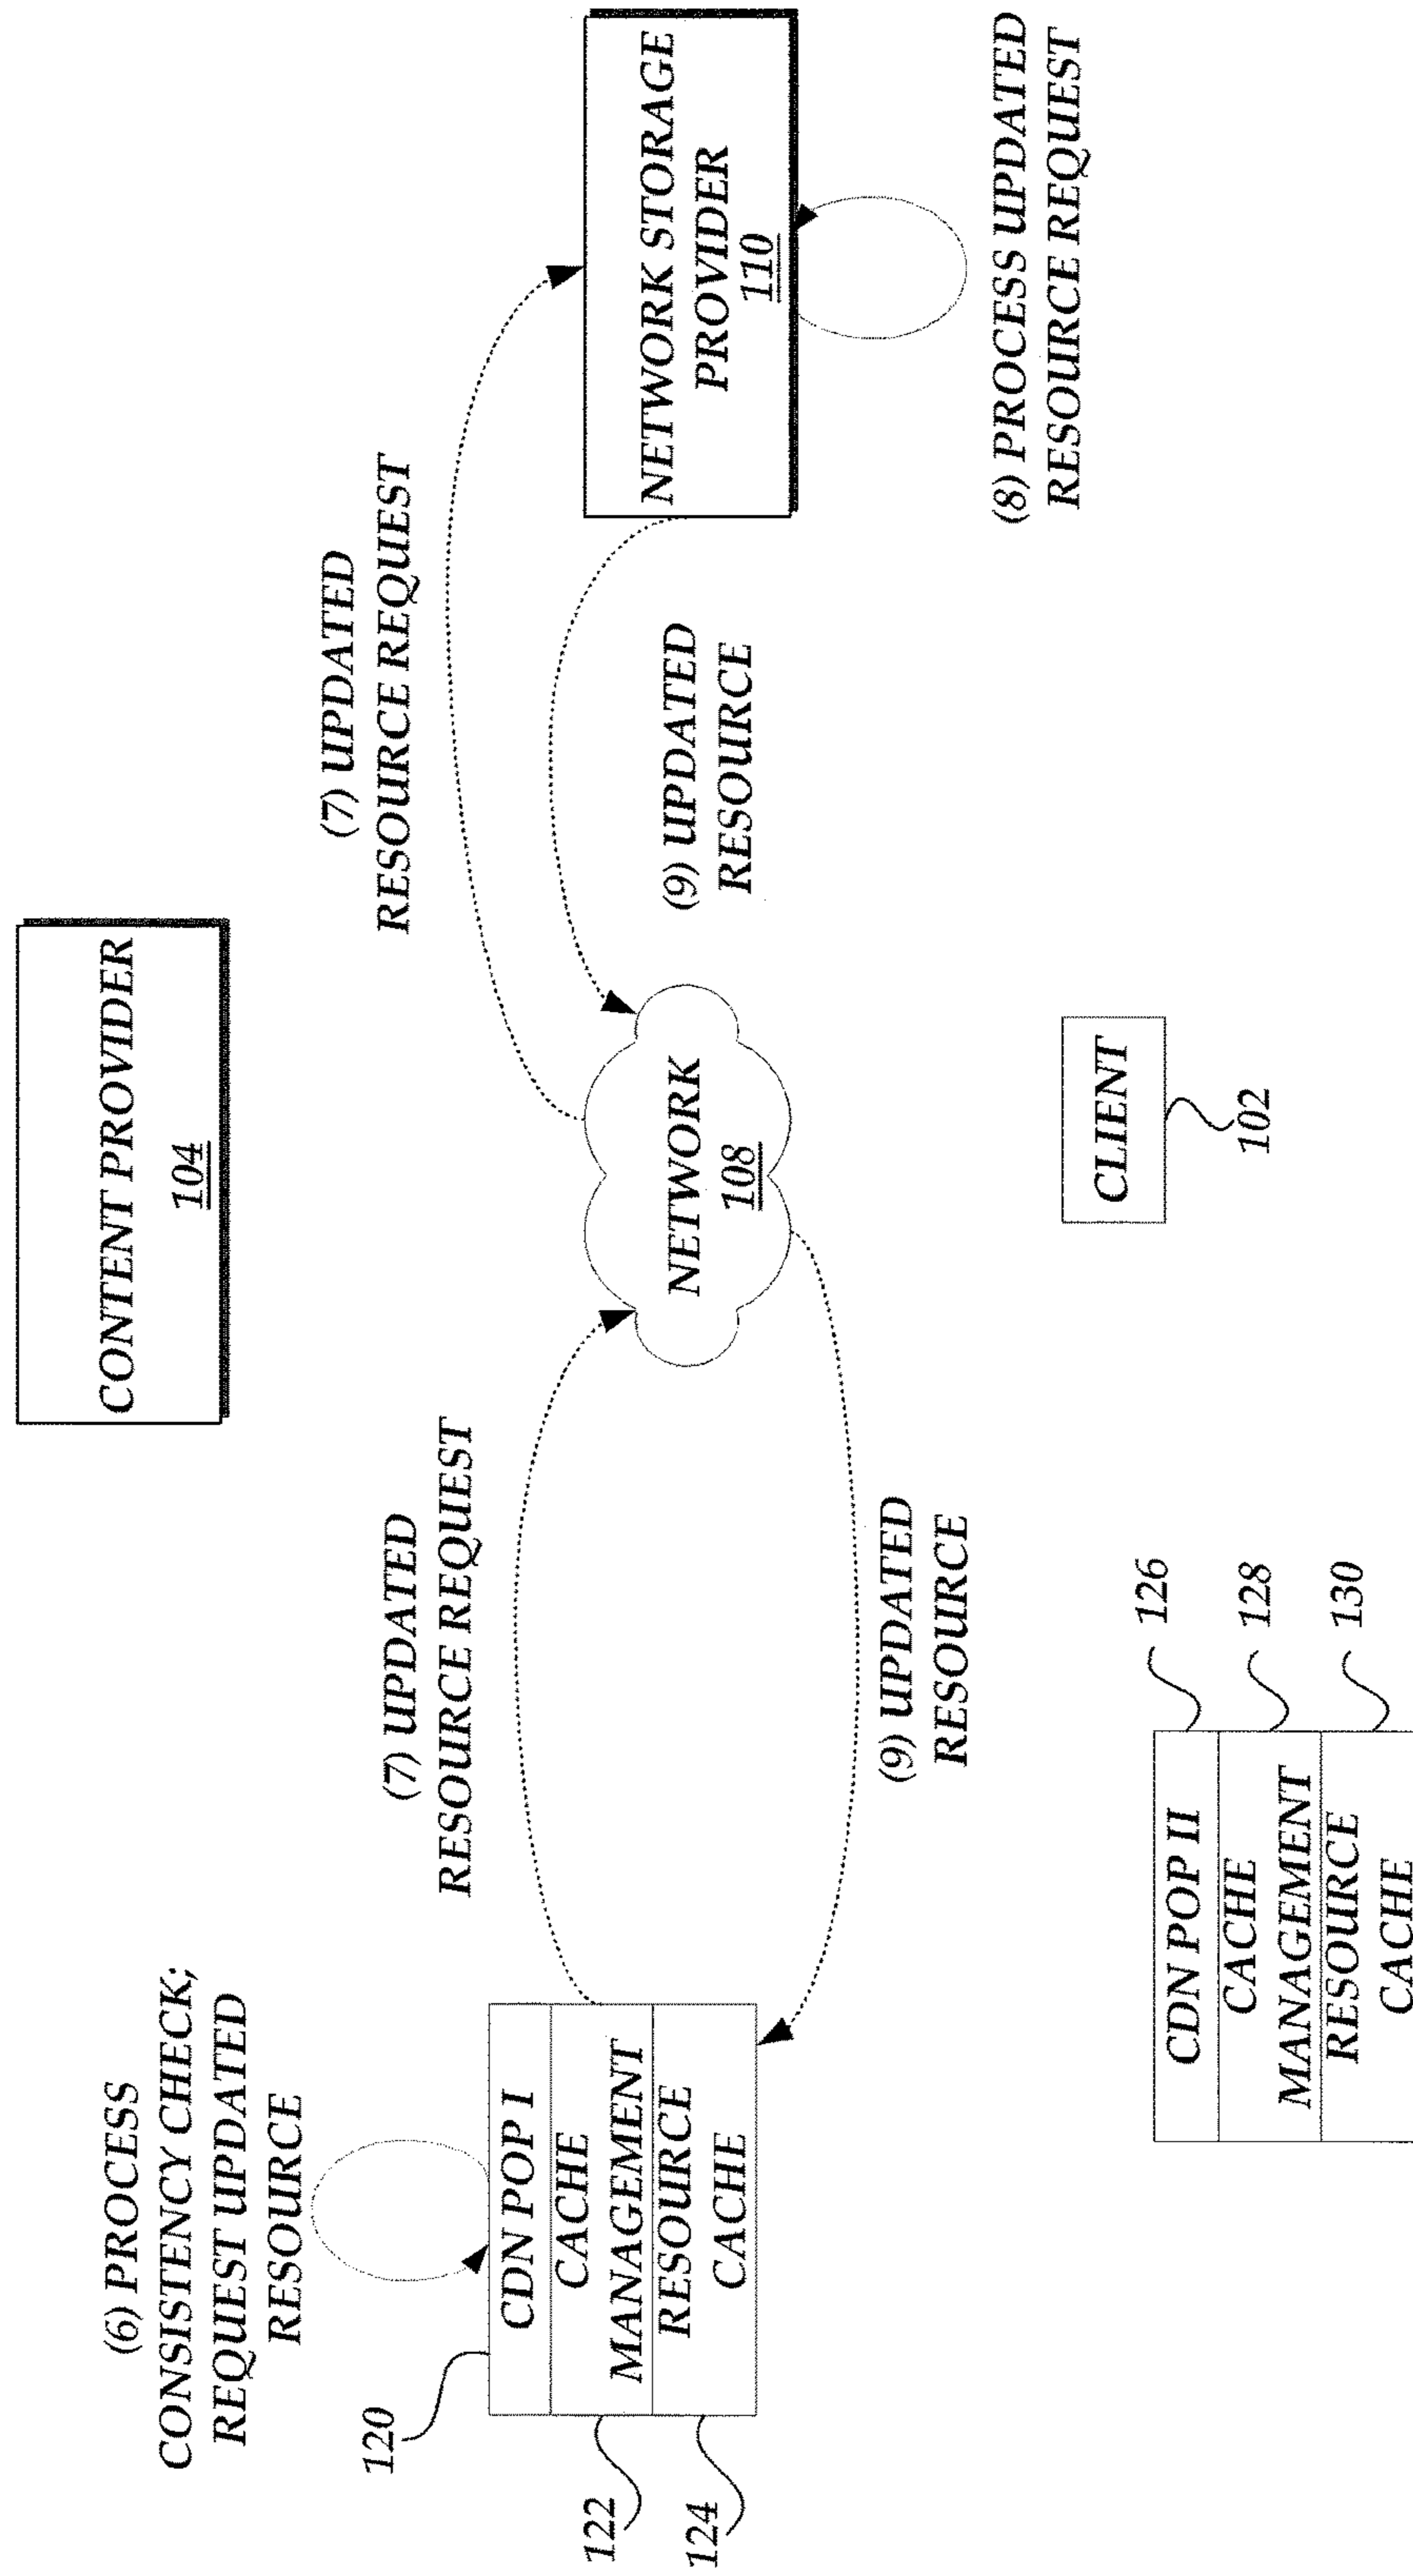 CONTENT PROVIDER
104
(6) PROCESS
CONSISTENCY CHECK;
REQUEST UPDATED
RESOURCE
(7) UPDATED
RESOURCE REQUEST
(7) UPDATED
RESOURCE REQUEST
120
CDN POP I
CACHE
MANAGEMENT
RESOURCE
CACHE
122
124
NETWORK
108
NETWORK STORAGE
PROVIDER
110
(9) UPDATED
RESOURCE
(9) UPDATED
RESOURCE
(8) PROCESS UPDATED
RESOURCE REQUEST
CLIENT
102
CDN POP II
CACHE
MANAGEMENT
RESOURCE
CACHE
126
128
130